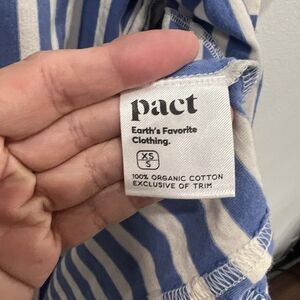 pact
Earth's Favorite
Clothing.
XS
S
100% ORGANIC COTTON
EXCLUSIVE OF TRIM